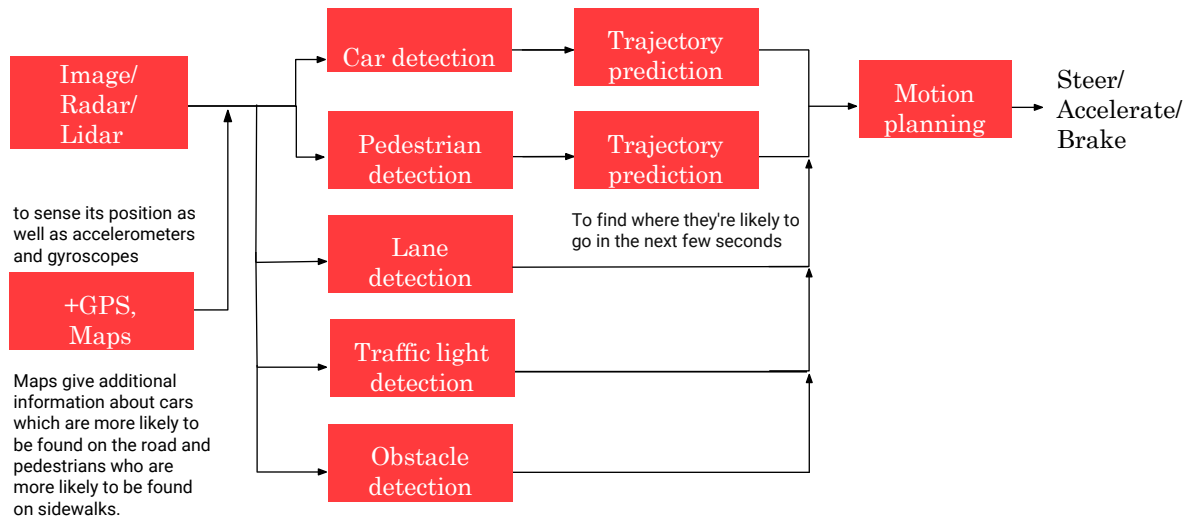 Image/
Radar/
Lidar
to sense its position as
well as accelerometers
and gyroscopes
+GPS,
Maps
Maps give additional
information about cars
which are more likely to
be found on the road and
pedestrians who are
more likely to be found
on sidewalks.
Car detection
Trajectory
prediction
Pedestrian
detection
Trajectory
prediction
To find where they're likely to
go in the next few seconds
Lane
detection
Traffic light
detection
Obstacle
detection
Motion
planning
Steer/
Accelerate/
Brake